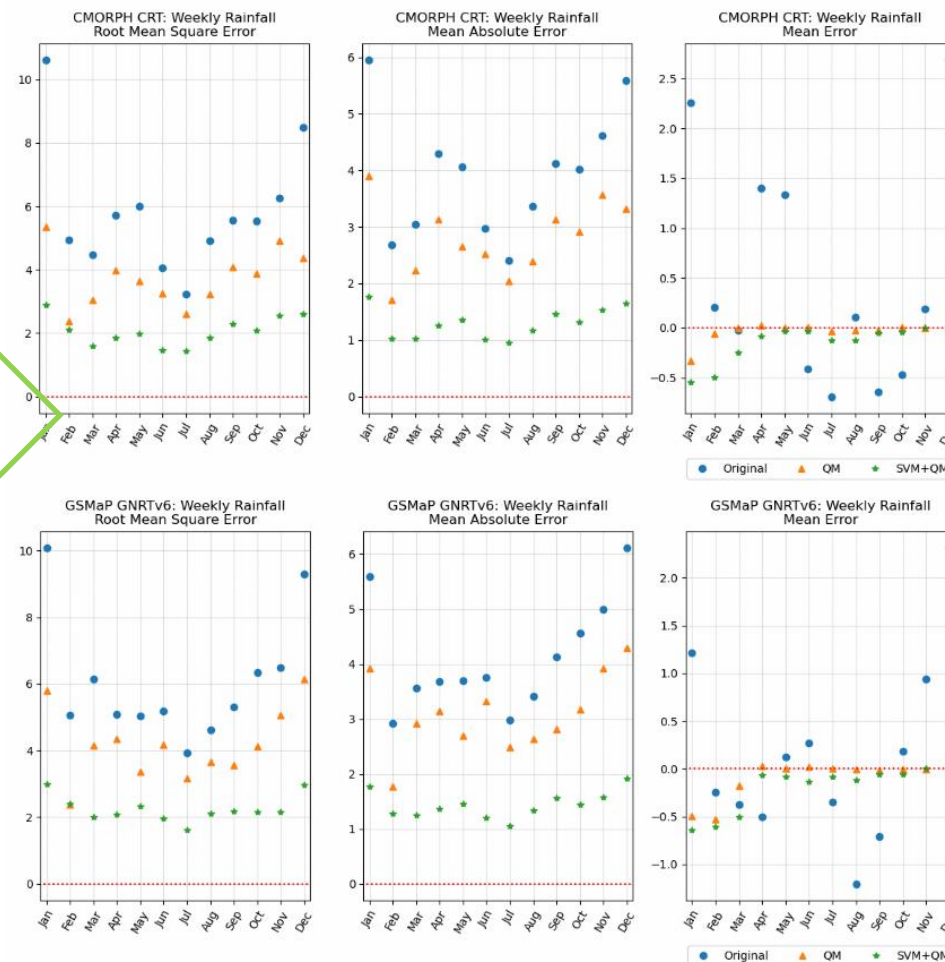 CMORPH CRT: Weekly Rainfall
Root Mean Square Error
CMORPH CRT: Weekly Rainfall
Mean Absolute Error
CMORPH CRT: Weekly Rainfall
Mean Error
10
8
6
4
2
0
Jan Feb Mar Apr May Jun Jul Aug Sep Oct Nov Dec
6
5
4
3
2
1
0
Jan Feb Mar Apr May Jun Jul Aug Sep Oct Nov Dec
2.5
2.0
1.5
1.0
0.5
0.0
−0.5
Jan Feb Mar Apr May Jun Jul Aug Sep Oct Nov
Original QM SVM+QM
GSMaP GNRTv6: Weekly Rainfall
Root Mean Square Error
GSMaP GNRTv6: Weekly Rainfall
Mean Absolute Error
GSMaP GNRTv6: Weekly Rainfall
Mean Error
10
8
6
4
2
0
Jan Feb Mar Apr May Jun Jul Aug Sep Oct Nov Dec
6
5
4
3
2
1
0
Jan Feb Mar Apr May Jun Jul Aug Sep Oct Nov Dec
2.0
1.5
1.0
0.5
0.0
−0.5
−1.0
Jan Feb Mar Apr May Jun Jul Aug Sep Oct Nov
Original QM SVM+QM